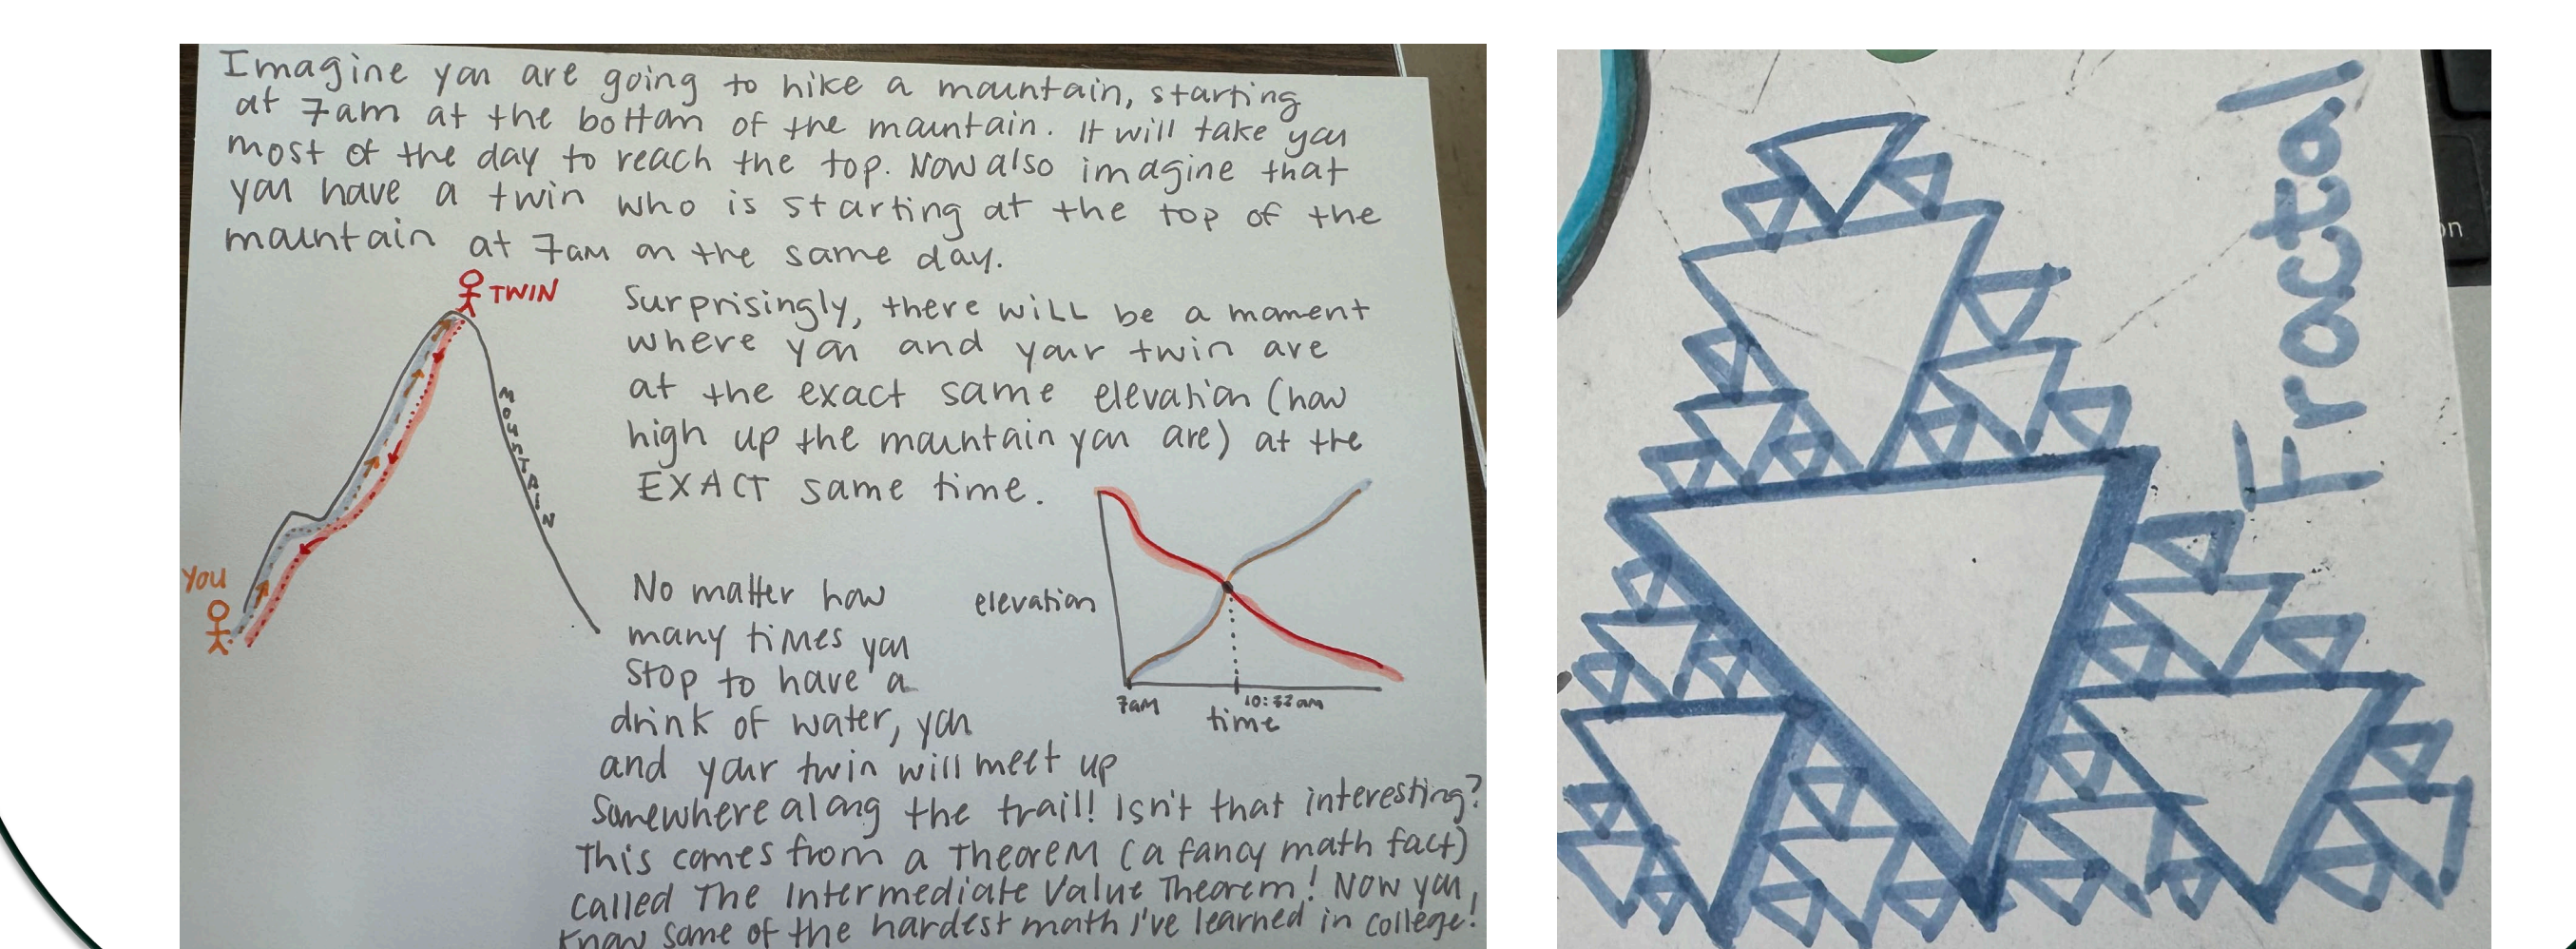 Imagine you are going to hike a mountain, starting
at 7am at the bottom of the mountain. It will take you
most of the day to reach the top. Now also imagine that
you have a twin who is starting at the top of the
mountain at 7am on the same day.
TWIN
Surprisingly, there will be a moment
where you and your twin are
at the exact same elevation (how
high up the mountain you are) at the
EXACT same time.
MOUNTAIN
YOU
No matter how
many times you
stop to have a
drink of water, you
and your twin will meet up
somewhere along the trail! Isn't that interesting?
This comes from a Theorem (a fancy math fact)
called The Intermediate Value Theorem! Now you
know some of the hardest math I've learned in college!
elevation
7am
time
Fractal
on